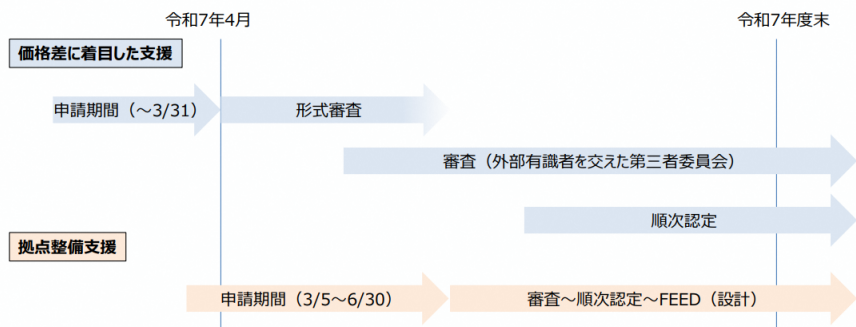 令和7年4月
令和7年度末
価格差に着目した支援
申請期間（～3/31）
形式審査
審査（外部有識者を交えた第三者委員会）
順次認定
拠点整備支援
申請期間（3/5～6/30）
審査～順次認定～FEED（設計）